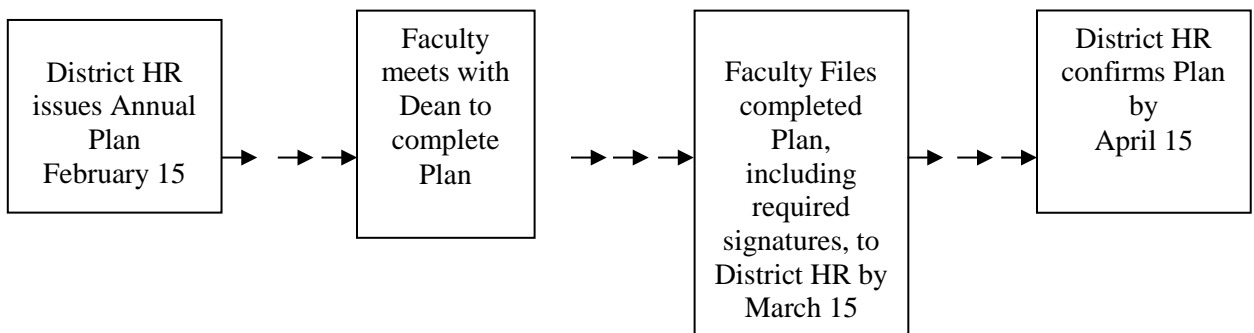 District HR
issues Annual
Plan
February 15
Faculty
meets with
Dean to
complete
Plan
Faculty Files
completed
Plan,
including
required
signatures, to
District HR by
March 15
District HR
confirms Plan
by
April 15